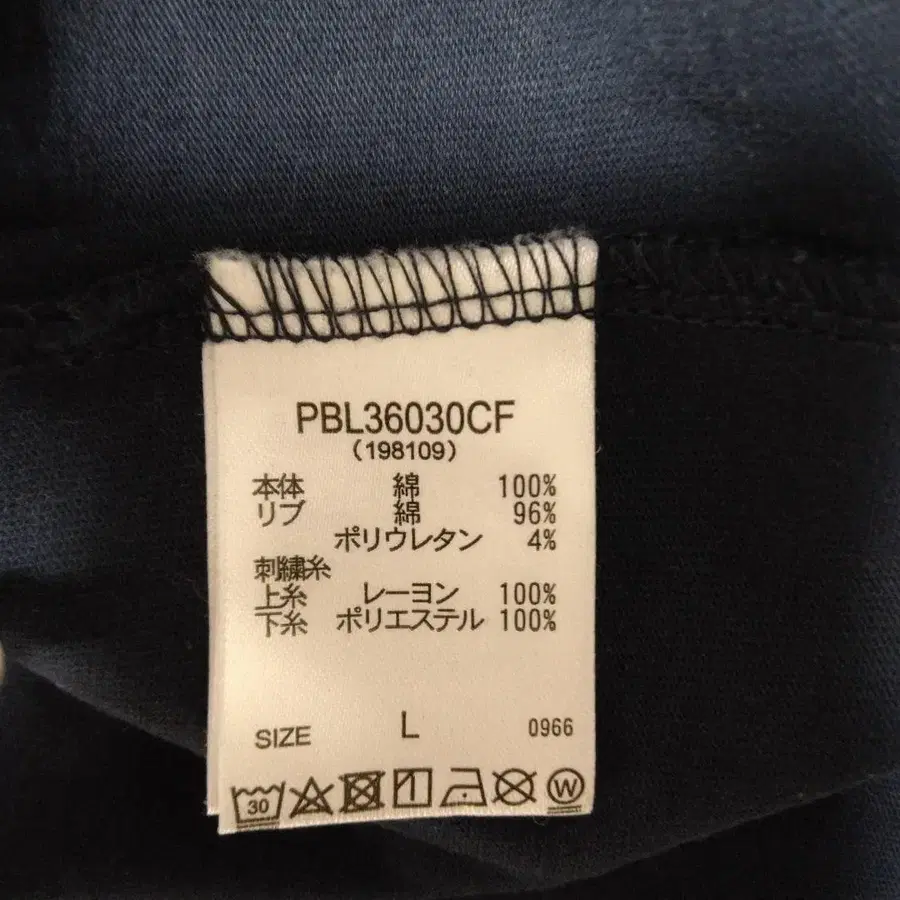 PBL36030CF
(198109)
本体 綿 100%
リブ 綿 96%
ポリウレタン 4%
刺繍糸
上糸 レーヨン 100%
下糸 ポリエステル 100%
SIZE L 0966
30 W